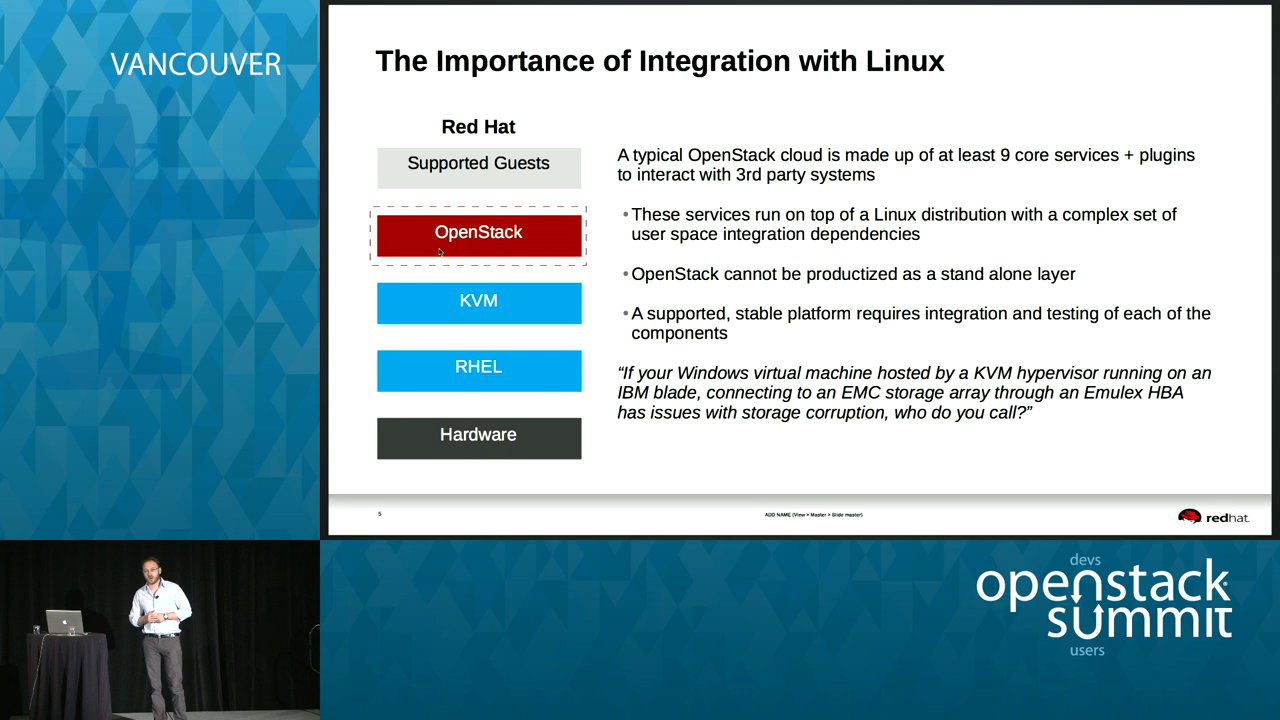 VANCOUVER
The Importance of Integration with Linux
Red Hat
Supported Guests
OpenStack
KVM
RHEL
Hardware
A typical OpenStack cloud is made up of at least 9 core services + plugins
to interact with 3rd party systems
•These services run on top of a Linux distribution with a complex set of
user space integration dependencies
•OpenStack cannot be productized as a stand alone layer
•A supported, stable platform requires integration and testing of each of the
components
“If your Windows virtual machine hosted by a KVM hypervisor running on an
IBM blade, connecting to an EMC storage array through an Emulex HBA
has issues with storage corruption, who do you call?”
5
ADD NAME (View > Master > Slide master)
redhat.
devs
openstack
summit
users